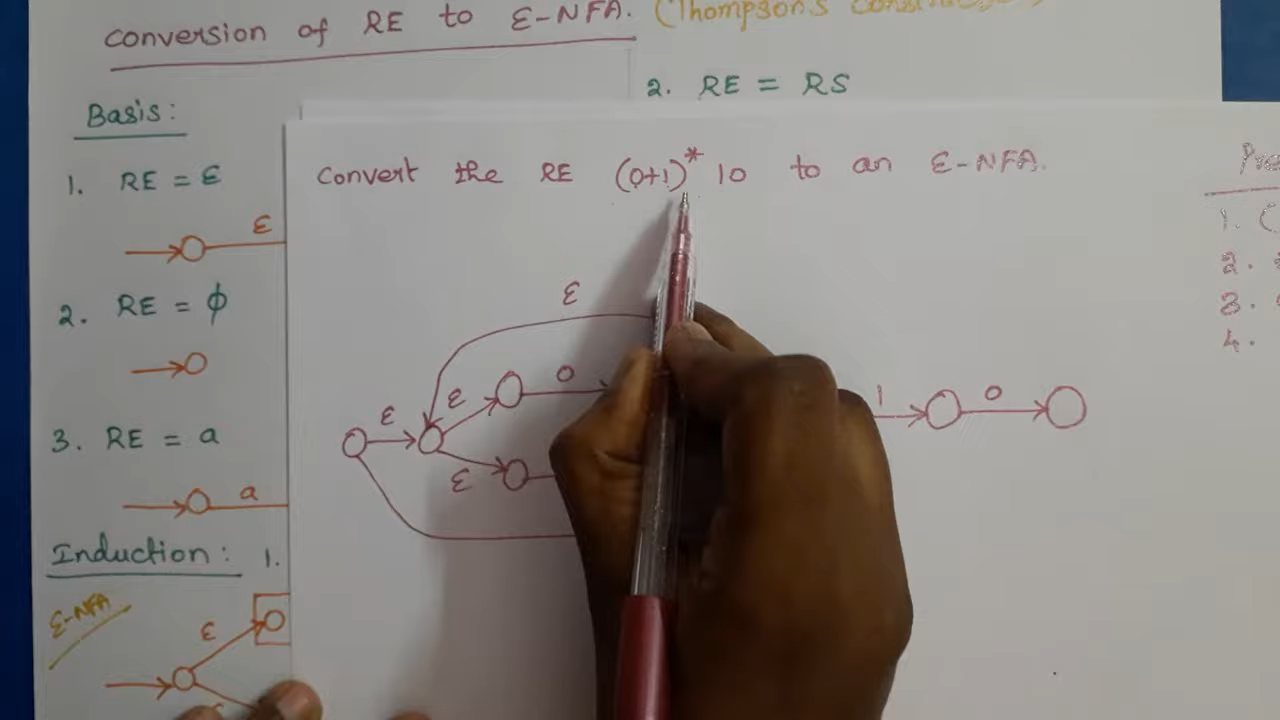 conversion of RE to ε-NFA. (Thompson's
Basis:
1. RE = ε
ε
2. RE = φ
3. RE = a
a
Induction: 1.
ε-NFA
ε
2. RE = RS
Convert the RE (0+1)* 10 to an ε-NFA.
ε
ε ε 0 1 0
ε
1. (
2.
3.
4.